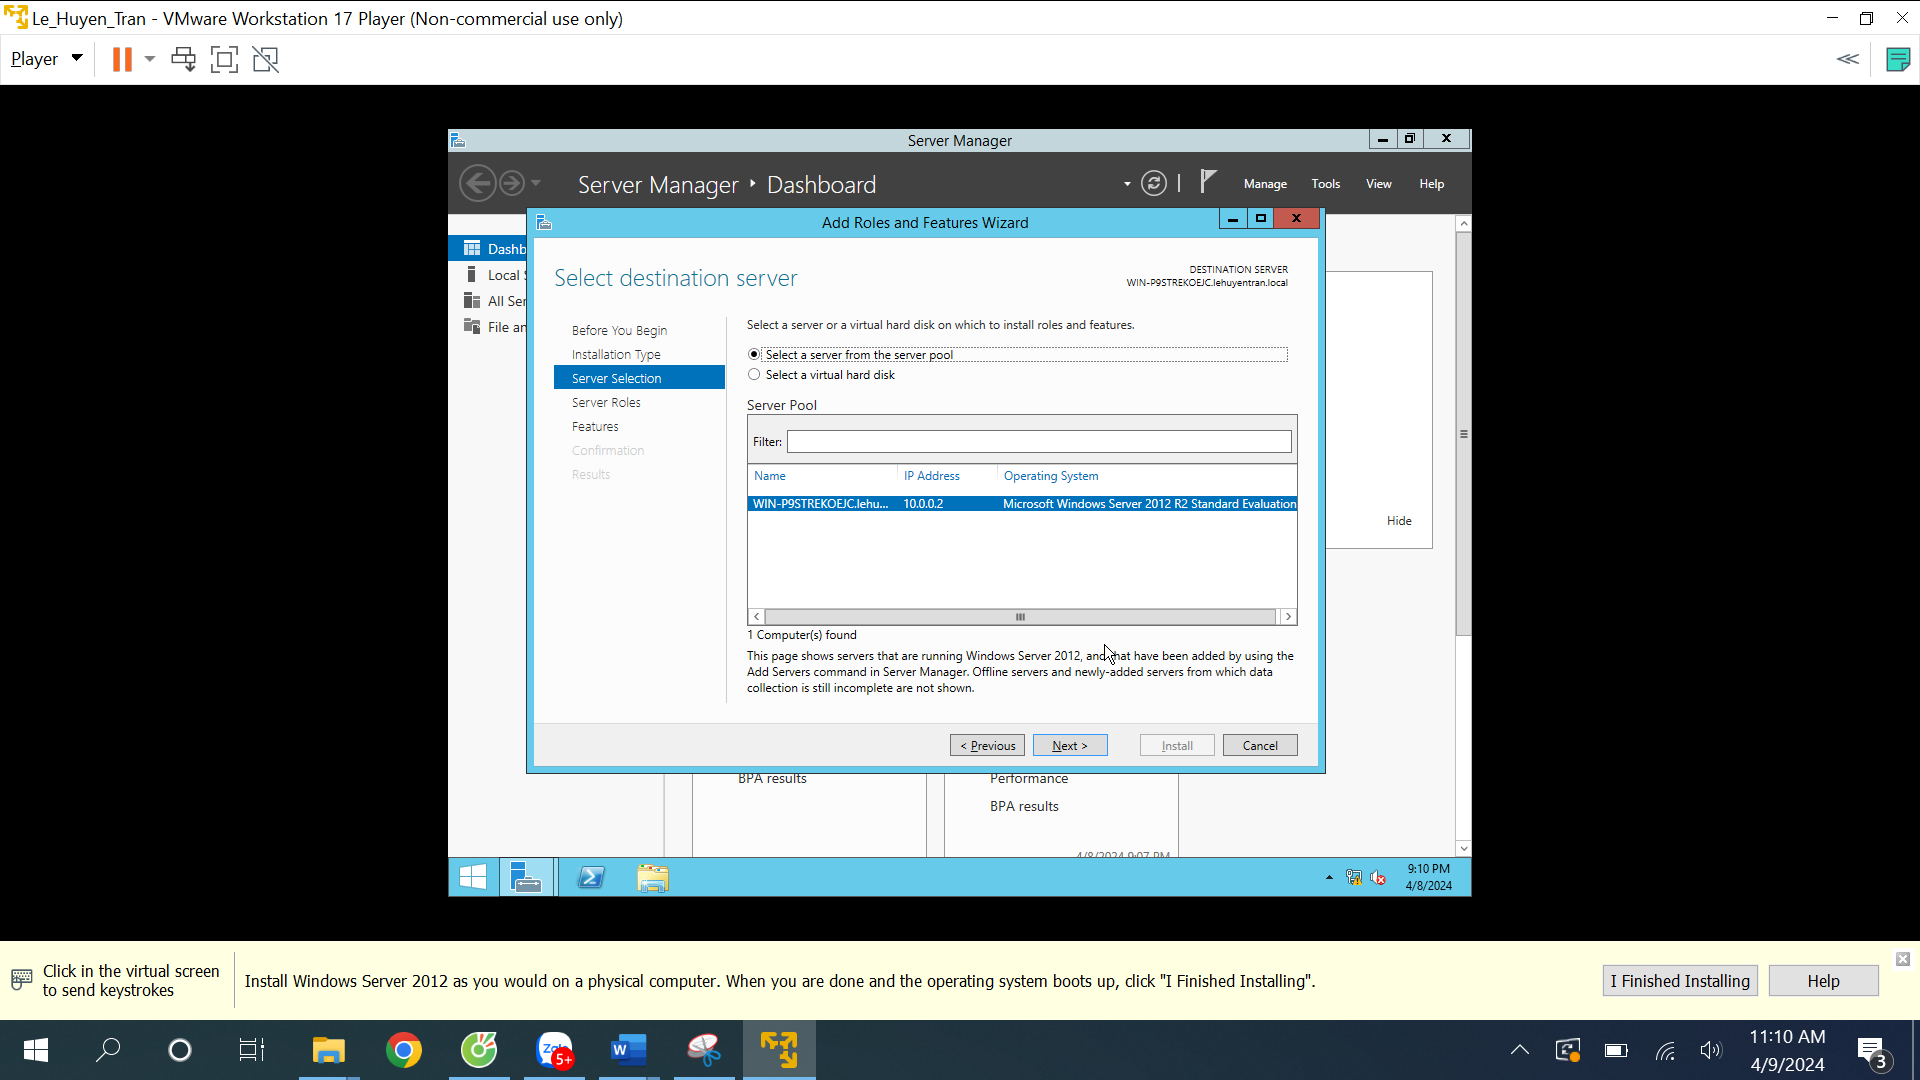 Le_Huyen_Tran - VMware Workstation 17 Player (Non-commercial use only)
Player
Server Manager
Server Manager
Dashboard
Manage
Tools
View
Help
Add Roles and Features Wizard
Dashb
Local
All Ser
File an
Select destination server
DESTINATION SERVER
WIN-P9STREKOEJC.lehuyentran.local
Before You Begin
Installation Type
Server Selection
Server Roles
Features
Confirmation
Results
Select a server or a virtual hard disk on which to install roles and features.
Select a server from the server pool
Select a virtual hard disk
Server Pool
Filter:
Name IP Address Operating System
WIN-P9STREKOEJC.lehu... 10.0.0.2 Microsoft Windows Server 2012 R2 Standard Evaluation
1 Computer(s) found
This page shows servers that are running Windows Server 2012, and that have been added by using the
Add Servers command in Server Manager. Offline servers and newly-added servers from which data
collection is still incomplete are not shown.
Hide
< Previous
Next >
Install
Cancel
BPA results
Performance
BPA results
4/8/2024 9:07 PM
9:10 PM
4/8/2024
Click in the virtual screen
to send keystrokes
Install Windows Server 2012 as you would on a physical computer. When you are done and the operating system boots up, click "I Finished Installing".
I Finished Installing
Help
Zalo
5+
W
11:10 AM
4/9/2024
3